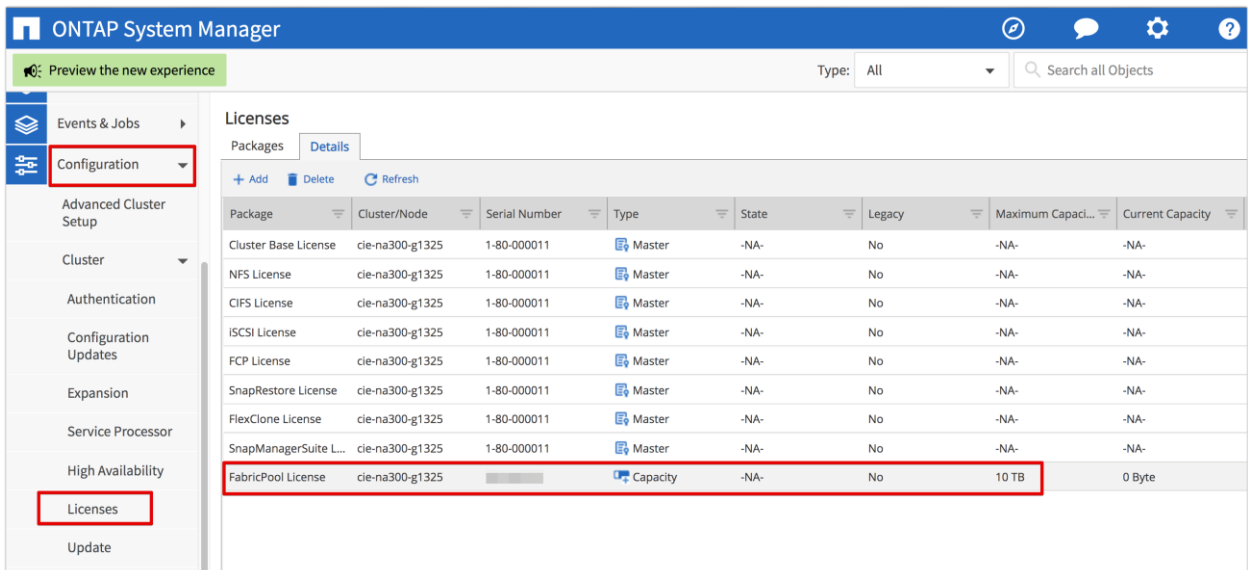 ONTAP System Manager
?
Preview the new experience
Type: All
Search all Objects
Events & Jobs
Configuration
Advanced Cluster
Setup
Cluster
Authentication
Configuration
Updates
Expansion
Service Processor
High Availability
Licenses
Update
Licenses
Packages Details
+ Add Delete Refresh
Package Cluster/Node Serial Number Type State Legacy Maximum Capaci... Current Capacity
Cluster Base License cie-na300-g1325 1-80-000011 Master -NA- No -NA- -NA-
NFS License cie-na300-g1325 1-80-000011 Master -NA- No -NA- -NA-
CIFS License cie-na300-g1325 1-80-000011 Master -NA- No -NA- -NA-
iSCSI License cie-na300-g1325 1-80-000011 Master -NA- No -NA- -NA-
FCP License cie-na300-g1325 1-80-000011 Master -NA- No -NA- -NA-
SnapRestore License cie-na300-g1325 1-80-000011 Master -NA- No -NA- -NA-
FlexClone License cie-na300-g1325 1-80-000011 Master -NA- No -NA- -NA-
SnapManagerSuite L... cie-na300-g1325 1-80-000011 Master -NA- No -NA- -NA-
FabricPool License cie-na300-g1325 Capacity -NA- No 10 TB 0 Byte